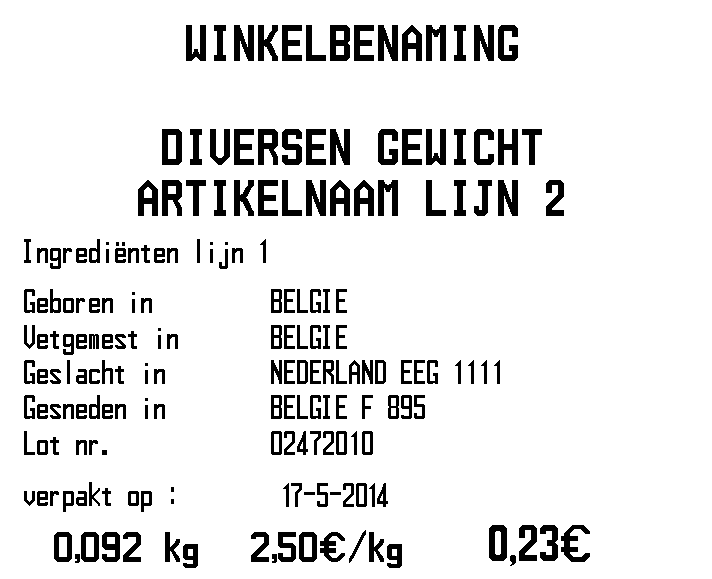 WINKELBENAMING
DIVERSEN GEWICHT
ARTIKELNAAM LIJN 2
Ingrediënten lijn 1
Geboren in BELGIE
Vetgemest in BELGIE
Geslacht in NEDERLAND EEG 1111
Gesneden in BELGIE F 895
Lot nr. 02472010
verpakt op : 17-5-2014
0,092 kg 2,50€/kg 0,23€